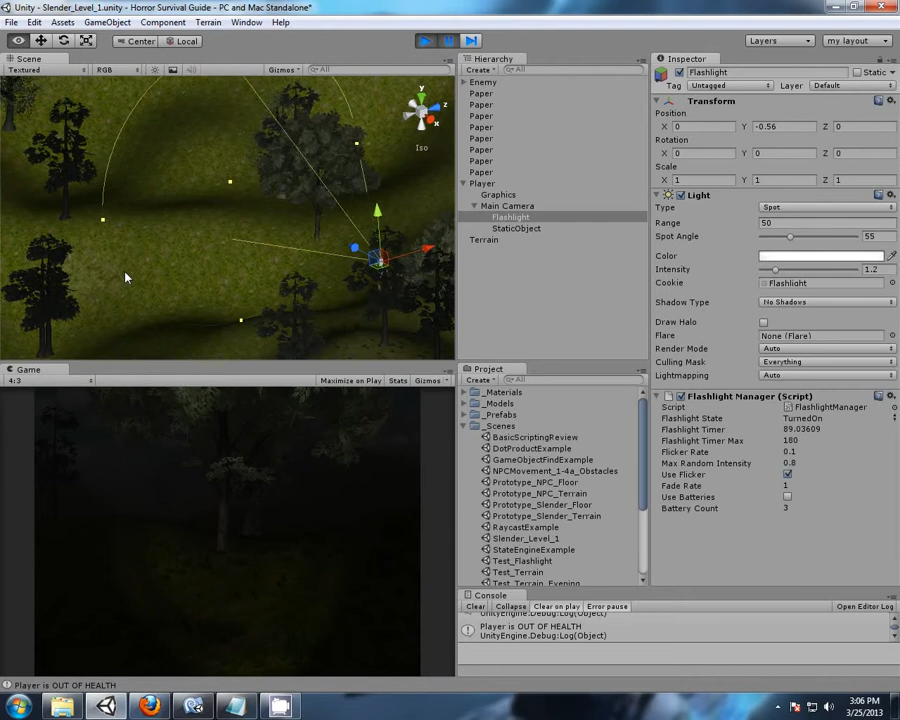 Unity - Slender_Level_1.unity - Horror Survival Guide - PC and Mac Standalone*
File Edit Assets GameObject Component Terrain Window Help
Center Local Layers my layout
Scene
Textured RGB Gizmos All
y
z
x
Iso
Game
4:3 Maximize on Play Stats Gizmos
Hierarchy
Create All
Enemy
Paper
Paper
Paper
Paper
Paper
Paper
Paper
Paper
Player
Graphics
Main Camera
Flashlight
StaticObject
Terrain
Project
Create All
_Materials
_Models
_Prefabs
_Scenes
BasicScriptingReview
DotProductExample
GameObjectFindExample
NPCMovement_1-4a_Obstacles
Prototype_NPC_Floor
Prototype_NPC_Terrain
Prototype_Slender_Floor
Prototype_Slender_Terrain
RaycastExample
Slender_Level_1
StateEngineExample
Test_Flashlight
Test_Terrain
Test_Terrain_Evening
Console
Clear Collapse Clear on play Error pause Open Editor Log
UnityEngine.Debug:Log(Object)
Player is OUT OF HEALTH
UnityEngine.Debug:Log(Object)
Inspector
Flashlight Static
Tag Untagged Layer Default
Transform
Position
X 0 Y -0.56 Z 0
Rotation
X 0 Y 0 Z 0
Scale
X 1 Y 1 Z 1
Light
Type Spot
Range 50
Spot Angle 55
Color
Intensity 1.2
Cookie Flashlight
Shadow Type No Shadows
Draw Halo
Flare None (Flare)
Render Mode Auto
Culling Mask Everything
Lightmapping Auto
Flashlight Manager (Script)
Script FlashlightManager
Flashlight State TurnedOn
Flashlight Timer 89.03609
Flashlight Timer Max 180
Flicker Rate 0.1
Max Random Intensity 0.8
Use Flicker
Fade Rate 1
Use Batteries
Battery Count 3
Player is OUT OF HEALTH
3:06 PM
3/25/2013